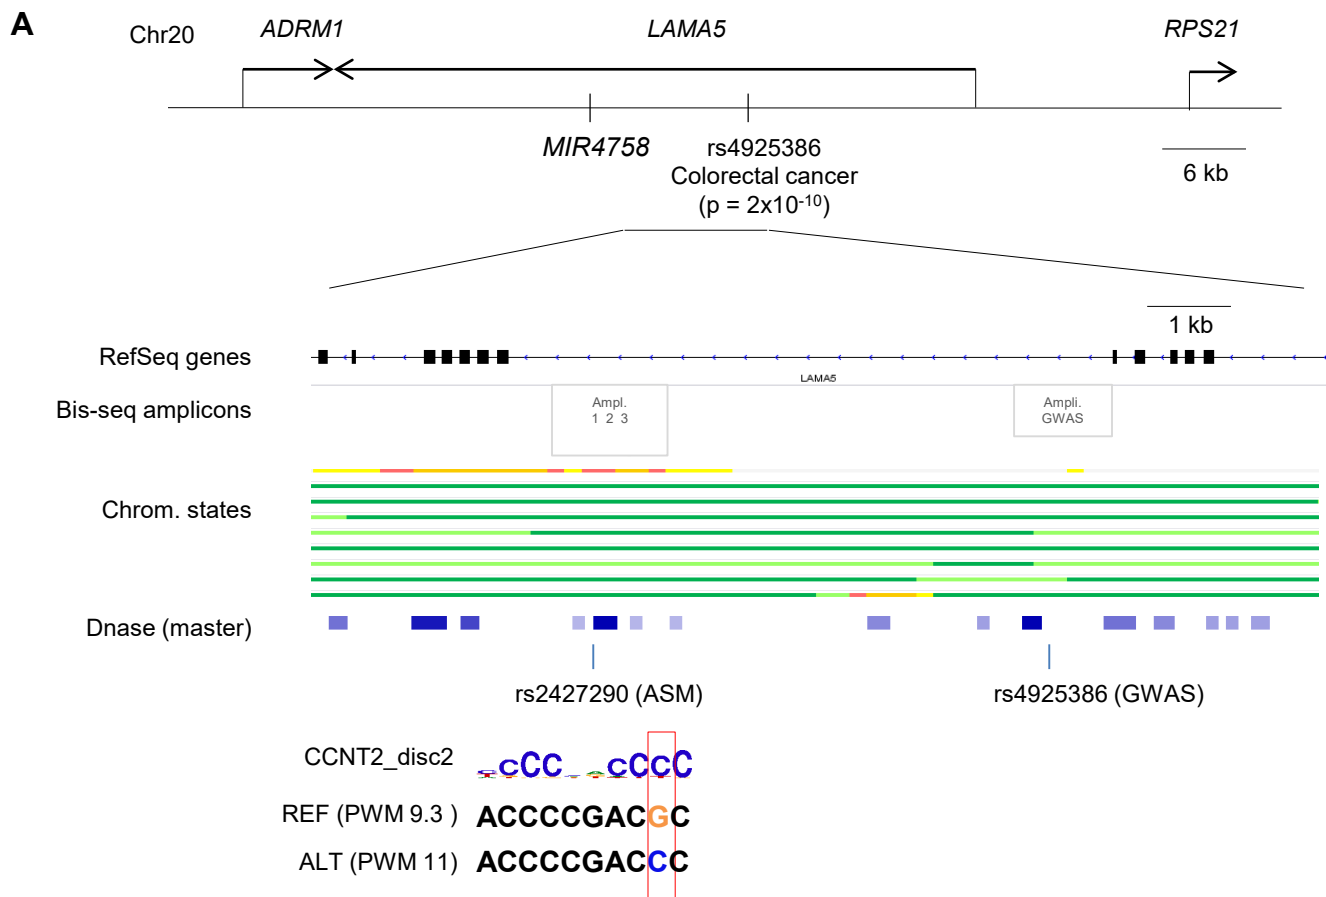 A
Chr20
ADRM1
LAMA5
RPS21
MIR4758
rs4925386
Colorectal cancer
(p = 2x10⁻¹⁰)
6 kb
1 kb
RefSeq genes
LAMA5
Bis-seq amplicons
Ampl.
1 2 3
Ampli.
GWAS
Chrom. states
Dnase (master)
rs2427290 (ASM)
rs4925386 (GWAS)
CCNT2_disc2
cCC cCCC
REF (PWM 9.3 )
ACCCCGACGC
ALT (PWM 11)
ACCCCGACCC